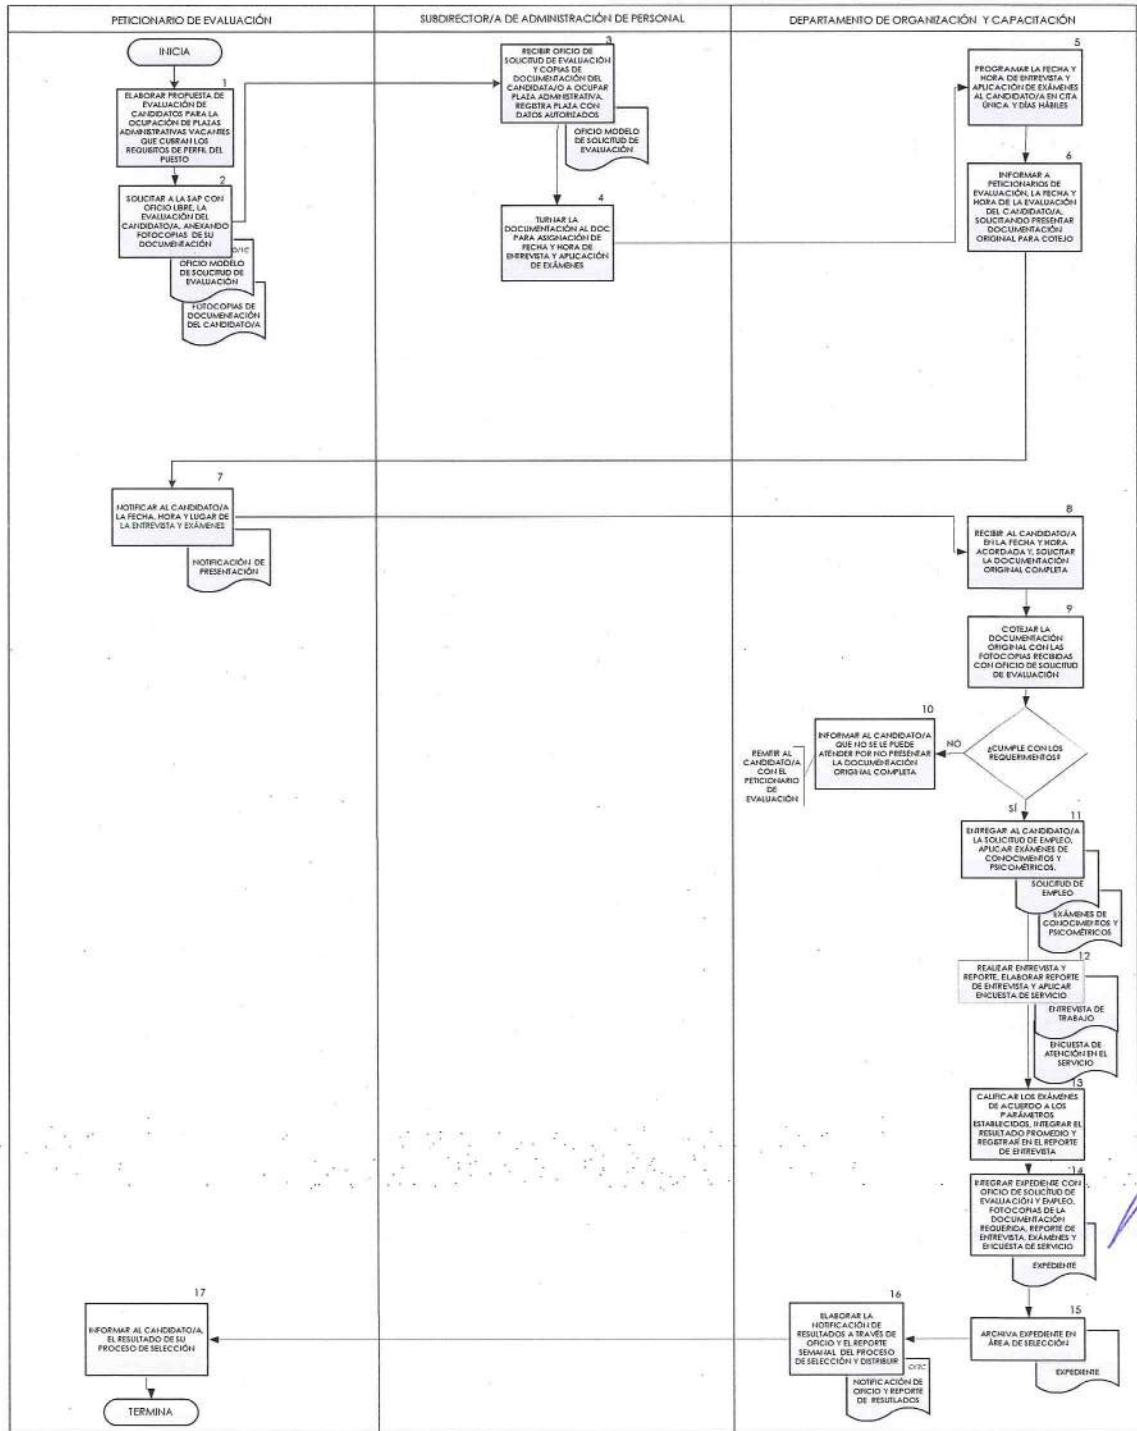 PETICIONARIO DE EVALUACIÓN
SUBDIRECTOR/A DE ADMINISTRACIÓN DE PERSONAL
DEPARTAMENTO DE ORGANIZACIÓN Y CAPACITACIÓN
INICIA
1
ELABORAR PROPUESTA DE
EVALUACIÓN DE
CANDIDATOS PARA LA
OCUPACIÓN DE PLAZAS
ADMINISTRATIVAS VACANTES
QUE CUBRAN LOS
REQUISITOS DE PERFIL DEL
PUESTO
2
SOLICITAR A LA SAP CON
OFICIO LIBRE, LA
EVALUACIÓN DEL
CANDIDATO/A, ANEXANDO
FOTOCOPIAS DE SU
DOCUMENTACIÓN
OFICIO MODELO
DE SOLICITUD DE
EVALUACIÓN
FOTOCOPIAS DE
DOCUMENTACIÓN
DEL CANDIDATO/A
3
RECIBIR OFICIO DE
SOLICITUD DE EVALUACIÓN
Y COPIAS DE
DOCUMENTACIÓN DEL
CANDIDATA/O A OCUPAR
PLAZA ADMINISTRATIVA,
REGISTRA PLAZA CON
DATOS AUTORIZADOS
OFICIO MODELO
DE SOLICITUD DE
EVALUACIÓN
4
TURNAR LA
DOCUMENTACIÓN AL DOC
PARA ASIGNACIÓN DE
FECHA Y HORA DE
ENTREVISTA Y APLICACIÓN
DE EXÁMENES
5
PROGRAMAR LA FECHA Y
HORA DE ENTREVISTA Y
APLICACIÓN DE EXÁMENES
AL CANDIDATO/A EN CITA
ÚNICA Y DÍAS HÁBILES
6
INFORMAR A
PETICIONARIOS DE
EVALUACIÓN, LA FECHA Y
HORA DE LA EVALUACIÓN
DEL CANDIDATO/A,
SOLICITANDO PRESENTAR
DOCUMENTACIÓN
ORIGINAL PARA COTEJO
7
NOTIFICAR AL CANDIDATO/A
LA FECHA, HORA Y LUGAR DE
LA ENTREVISTA Y EXÁMENES
NOTIFICACIÓN DE
PRESENTACIÓN
8
RECIBIR AL CANDIDATO/A
EN LA FECHA Y HORA
ACORDADA Y, SOLICITAR
LA DOCUMENTACIÓN
ORIGINAL COMPLETA
9
COTEJAR LA
DOCUMENTACIÓN
ORIGINAL CON LAS
FOTOCOPIAS RECIBIDAS
CON OFICIO DE SOLICITUD
DE EVALUACIÓN
¿CUMPLE CON LOS
REQUERIMIENTOS?
NO
10
INFORMAR AL CANDIDATO/A
QUE NO SE LE PUEDE
ATENDER POR NO PRESENTAR
LA DOCUMENTACIÓN
ORIGINAL COMPLETA
REMITIR AL
CANDIDATO/A
CON EL
PETICIONARIO
DE
EVALUACIÓN
SÍ
11
ENTREGAR AL CANDIDATO/A
LA SOLICITUD DE EMPLEO,
APLICAR EXÁMENES DE
CONOCIMIENTOS Y
PSICOMÉTRICOS.
SOLICITUD DE
EMPLEO
EXÁMENES DE
CONOCIMIENTOS Y
PSICOMÉTRICOS
12
REALIZAR ENTREVISTA Y
REPORTE, ELABORAR REPORTE
DE ENTREVISTA Y APLICAR
ENCUESTA DE SERVICIO
ENTREVISTA DE
TRABAJO
ENCUESTA DE
ATENCIÓN EN EL
SERVICIO
13
CALIFICAR LOS EXÁMENES
DE ACUERDO A LOS
PARÁMETROS
ESTABLECIDOS, INTEGRAR EL
RESULTADO PROMEDIO Y
REGISTRAR EN EL REPORTE
DE ENTREVISTA
14
INTEGRAR EXPEDIENTE CON
OFICIO DE SOLICITUD DE
EVALUACIÓN Y EMPLEO,
FOTOCOPIAS DE LA
DOCUMENTACIÓN
REQUERIDA, REPORTE DE
ENTREVISTA, EXÁMENES Y
ENCUESTA DE SERVICIO
EXPEDIENTE
15
ARCHIVA EXPEDIENTE EN
ÁREA DE SELECCIÓN
EXPEDIENTE
16
ELABORAR LA
NOTIFICACIÓN DE
RESULTADOS A TRAVÉS DE
OFICIO Y EL REPORTE
SEMANAL DEL PROCESO
DE SELECCIÓN Y DISTRIBUIR
O/2C
NOTIFICACIÓN DE
OFICIO Y REPORTE
DE RESUTLADOS
17
INFORMAR AL CANDIDATO/A,
EL RESULTADO DE SU
PROCESO DE SELECCIÓN
TERMINA